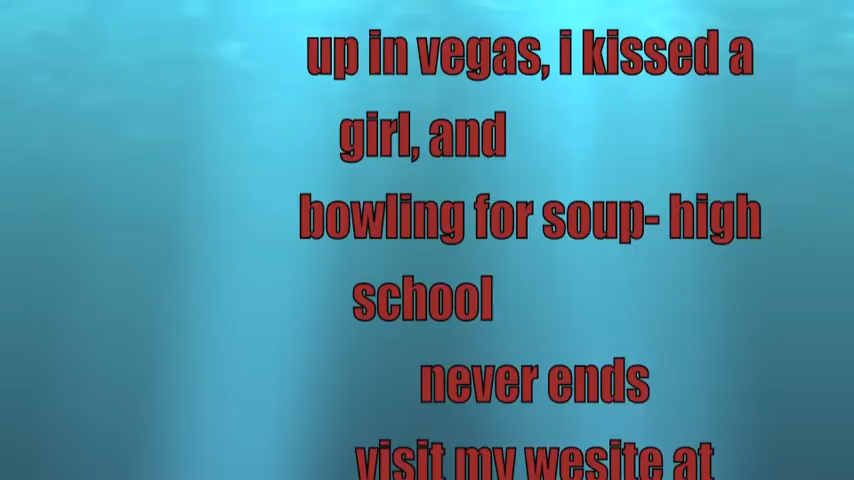 up in vegas, i kissed a
girl, and
bowling for soup- high
school
never ends
visit my wesite at